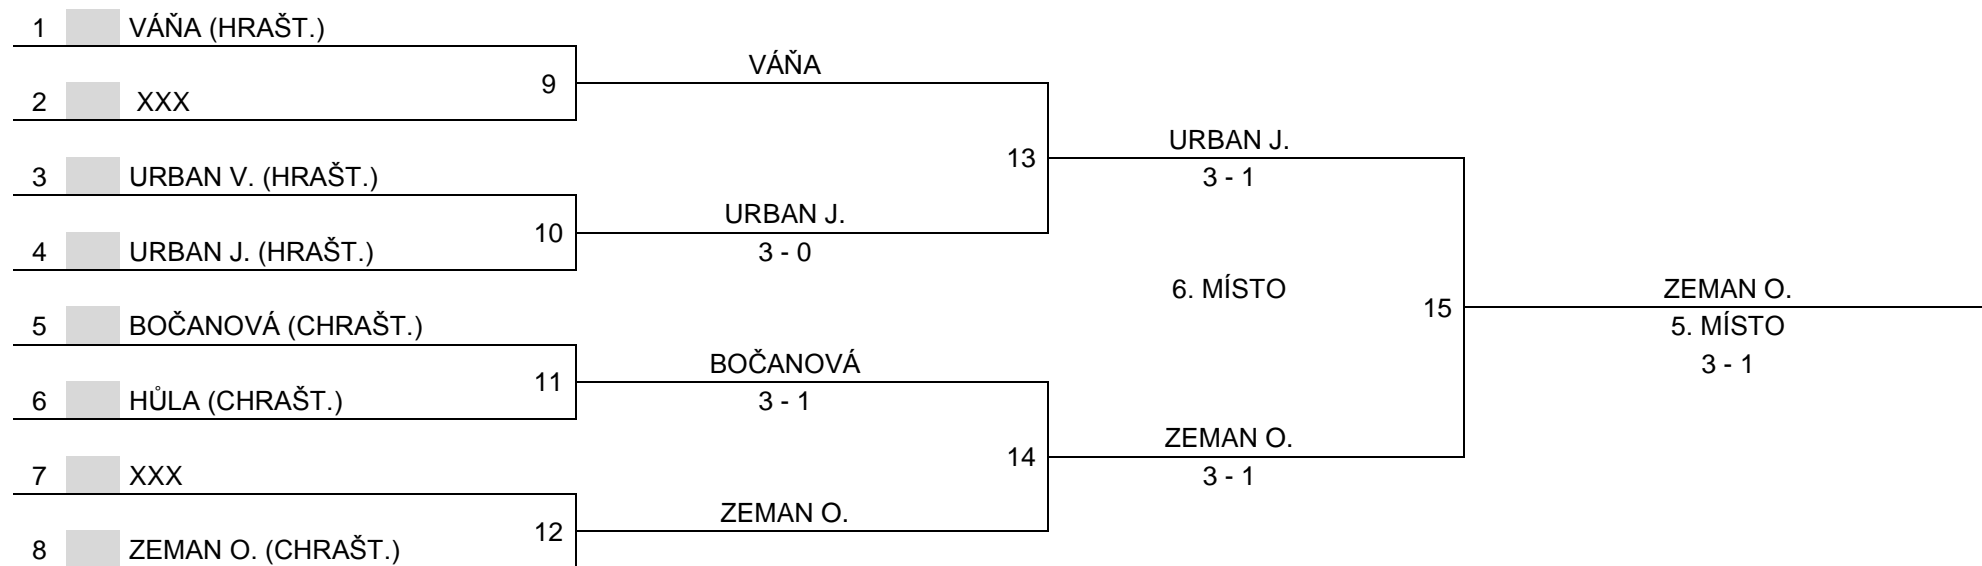 1 VÁŇA (HRAŠT.)
9 VÁŇA
2 XXX
13 URBAN J.
3 URBAN V. (HRAŠT.)
3 - 1
10 URBAN J.
4 URBAN J. (HRAŠT.)
3 - 0
6. MÍSTO
15 ZEMAN O.
5 BOČANOVÁ (CHRAŠT.)
5. MÍSTO
11 BOČANOVÁ
3 - 1
6 HŮLA (CHRAŠT.)
3 - 1
14 ZEMAN O.
7 XXX
3 - 1
12 ZEMAN O.
8 ZEMAN O. (CHRAŠT.)